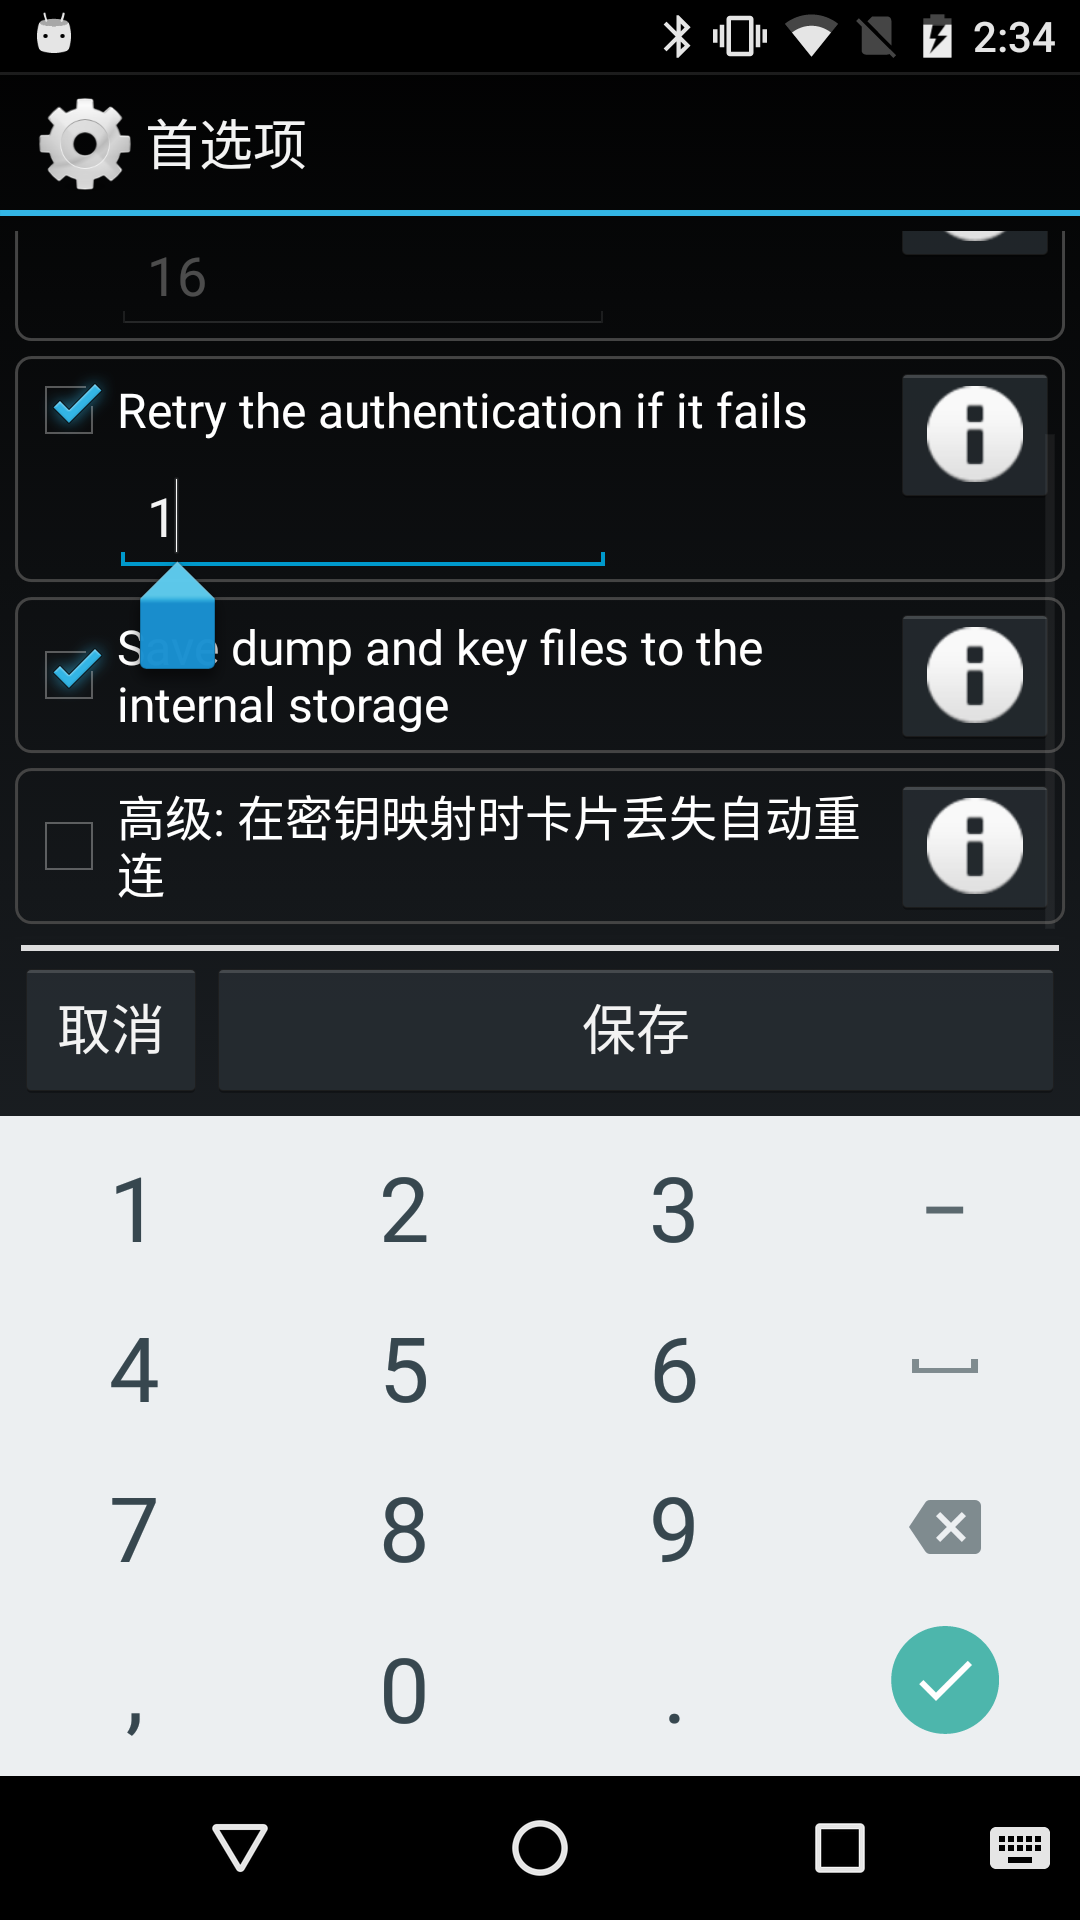 2:34
首选项
16
Retry the authentication if it fails
1
Save dump and key files to the
internal storage
高级: 在密钥映射时卡片丢失自动重
连
取消 保存
1 2 3 –
4 5 6
7 8 9
, 0 .